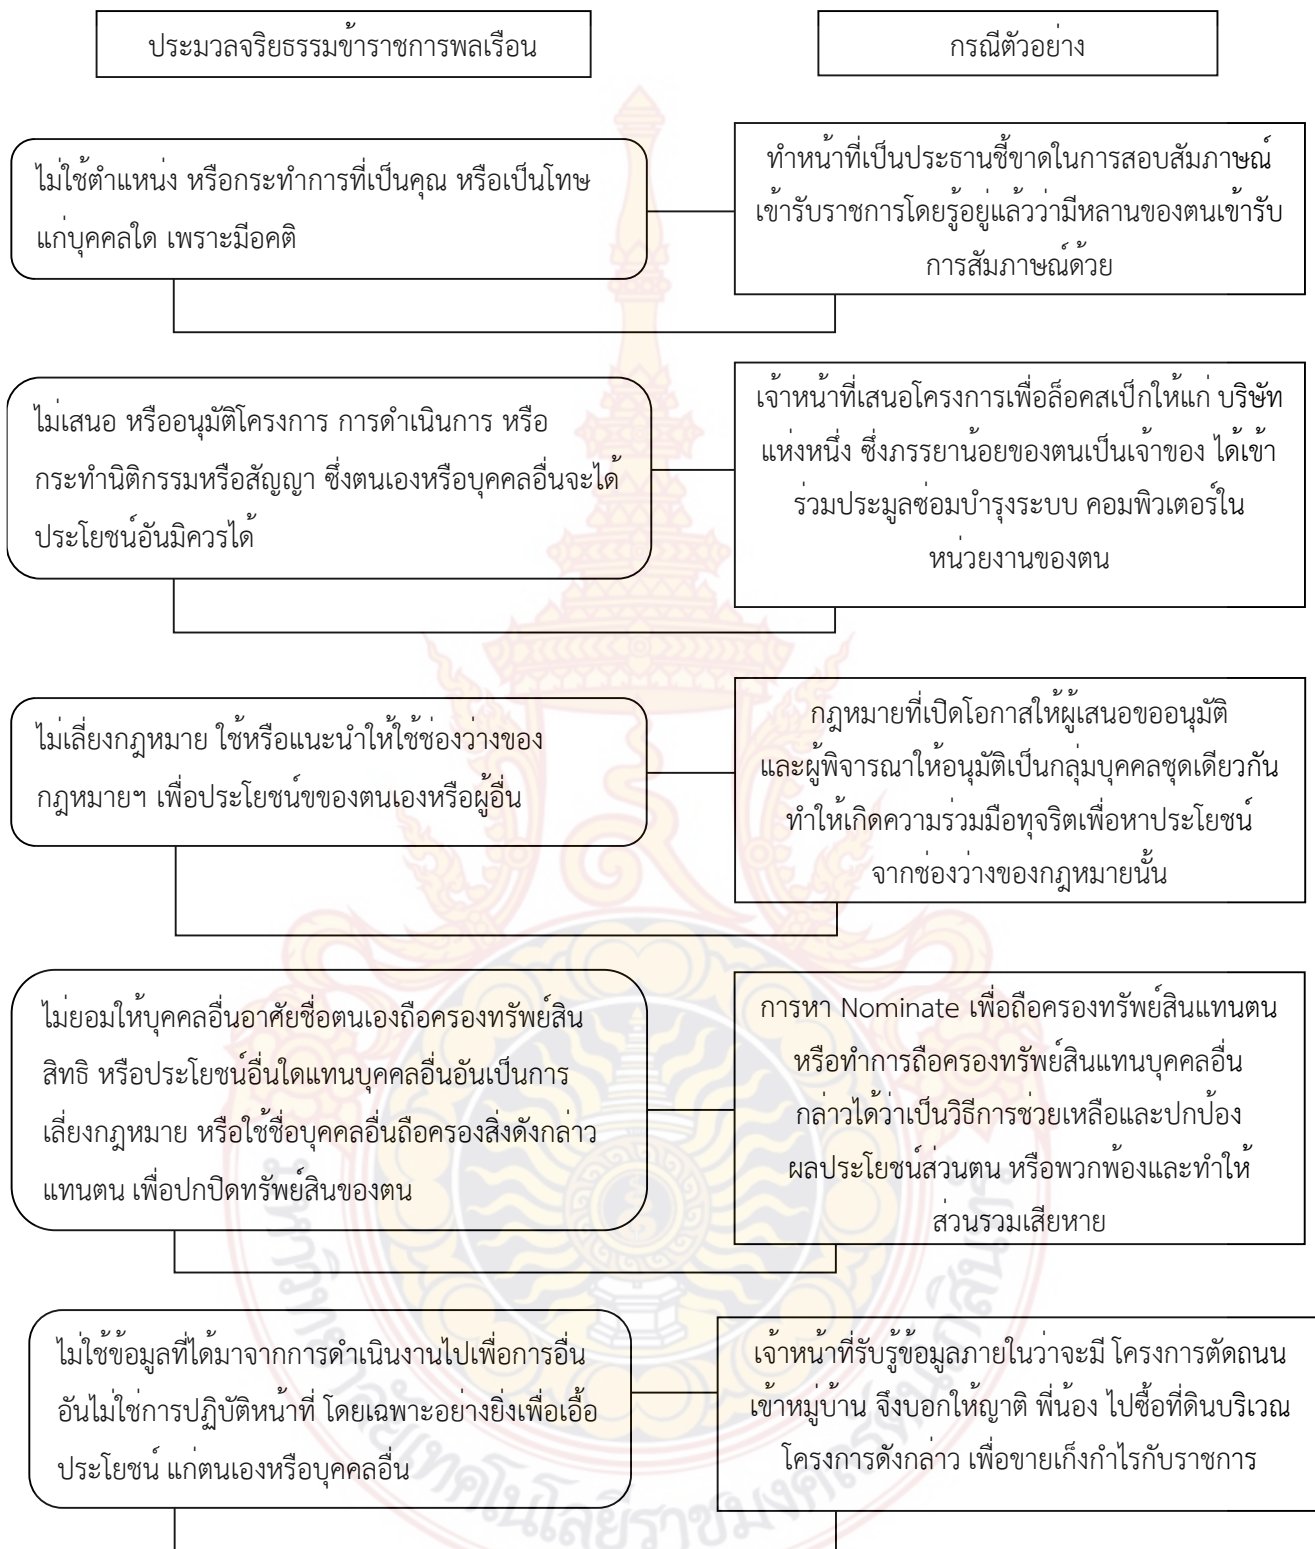 ประมวลจริยธรรมข้าราชการพลเรือน
กรณีตัวอย่าง
ไม่ใช้ตำแหน่ง หรือกระทำการที่เป็นคุณ หรือเป็นโทษ
แก่บุคคลใด เพราะมีอคติ
ทำหน้าที่เป็นประธานชี้ขาดในการสอบสัมภาษณ์
เข้ารับราชการโดยรู้อยู่แล้วว่ามีหลานของตนเข้ารับ
การสัมภาษณ์ด้วย
ไม่เสนอ หรืออนุมัติโครงการ การดำเนินการ หรือ
กระทำนิติกรรมหรือสัญญา ซึ่งตนเองหรือบุคคลอื่นจะได้
ประโยชน์อันมิควรได้
เจ้าหน้าที่เสนอโครงการเพื่อล็อคสเป็กให้แก่ บริษัท
แห่งหนึ่ง ซึ่งภรรยาน้อยของตนเป็นเจ้าของ ได้เข้า
ร่วมประมูลซ่อมบำรุงระบบ คอมพิวเตอร์ใน
หน่วยงานของตน
ไม่เลี่ยงกฎหมาย ใช้หรือแนะนำให้ใช้ช่องว่างของ
กฎหมายฯ เพื่อประโยชน์ขของตนเองหรือผู้อื่น
กฎหมายที่เปิดโอกาสให้ผู้เสนอขออนุมัติ
และผู้พิจารณาให้อนุมัติเป็นกลุ่มบุคคลชุดเดียวกัน
ทำให้เกิดความร่วมมือทุจริตเพื่อหาประโยชน์
จากช่องว่างของกฎหมายนั้น
ไม่ยอมให้บุคคลอื่นอาศัยชื่อตนเองถือครองทรัพย์สิน
สิทธิ หรือประโยชน์อื่นใดแทนบุคคลอื่นอันเป็นการ
เลี่ยงกฎหมาย หรือใช้ชื่อบุคคลอื่นถือครองสิ่งดังกล่าว
แทนตน เพื่อปกปิดทรัพย์สินของตน
การหา Nominate เพื่อถือครองทรัพย์สินแทนตน
หรือทำการถือครองทรัพย์สินแทนบุคคลอื่น
กล่าวได้ว่าเป็นวิธีการช่วยเหลือและปกป้อง
ผลประโยชน์ส่วนตน หรือพวกพ้องและทำให้
ส่วนรวมเสียหาย
ไม่ใช้ข้อมูลที่ได้มาจากการดำเนินงานไปเพื่อการอื่น
อันไม่ใช่การปฏิบัติหน้าที่ โดยเฉพาะอย่างยิ่งเพื่อเอื้อ
ประโยชน์ แก่ตนเองหรือบุคคลอื่น
เจ้าหน้าที่รับรู้ข้อมูลภายในว่าจะมี โครงการตัดถนน
เข้าหมู่บ้าน จึงบอกให้ญาติ พี่น้อง ไปซื้อที่ดินบริเวณ
โครงการดังกล่าว เพื่อขายเก็งกำไรกับราชการ
มหาวิทยาลัยเทคโนโลยีราชมงคลรัตนโกสินทร์